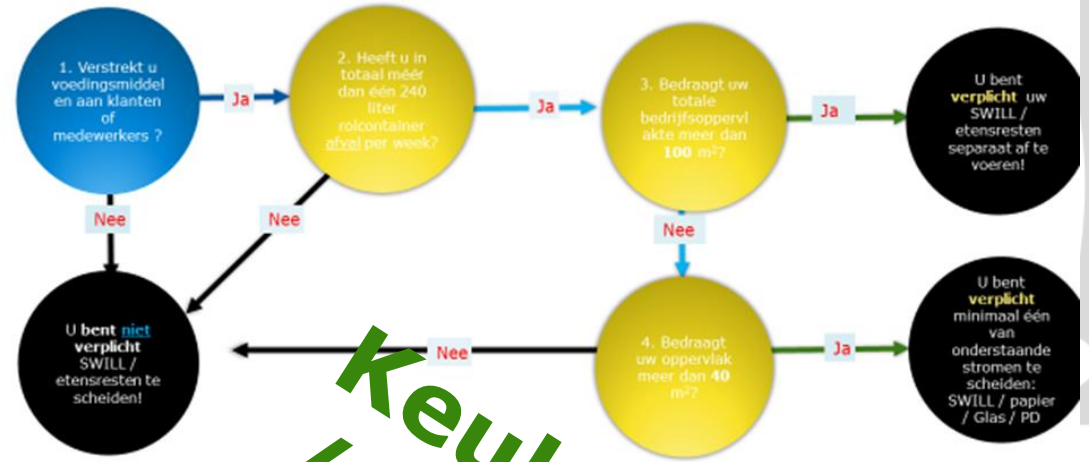 1. Verstrekt u
voedingsmiddel
en aan klanten
of
medewerkers ?
Ja
2. Heeft u in
totaal méér
dan één 240
liter
rolcontainer
afval per week?
Ja
3. Bedraagt uw
totale
bedrijfsoppervl
akte meer dan
100 m²?
Ja
U bent
verplicht uw
SWILL /
etensresten
separaat af te
voeren!
Nee
Nee
Nee
U bent niet
verplicht
SWILL /
etensresten te
scheiden!
Nee
4. Bedraagt
uw oppervlak
meer dan 40
m²?
Ja
U bent
verplicht
minimaal één
van
onderstaande
stromen te
scheiden:
SWILL / papier
/ Glas / PD